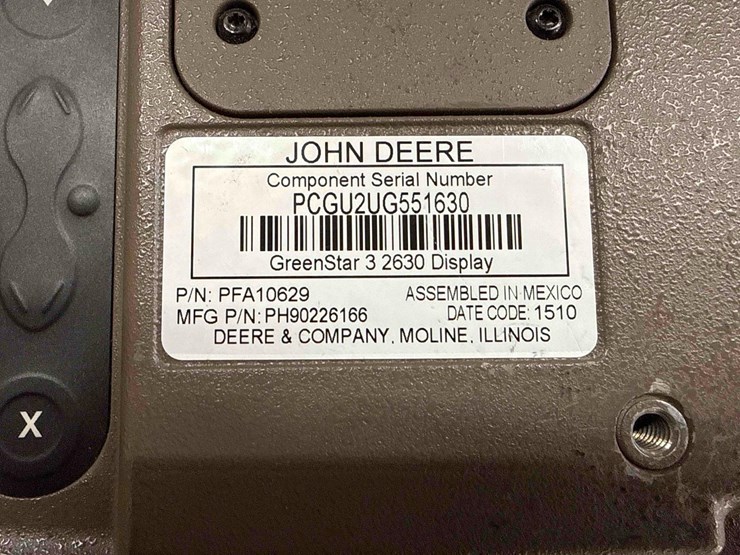 JOHN DEERE
Component Serial Number
PCGU2UG551630
GreenStar 3 2630 Display
P/N: PFA10629 ASSEMBLED IN MEXICO
MFG P/N: PH90226166 DATE CODE: 1510
DEERE & COMPANY, MOLINE, ILLINOIS
X